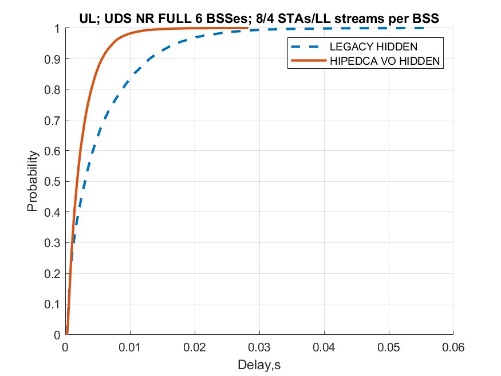 UL; UDS NR FULL 6 BSSes; 8/4 STAs/LL streams per BSS
LEGACY HIDDEN
HIPEDCA VO HIDDEN
Probability
1
0.9
0.8
0.7
0.6
0.5
0.4
0.3
0.2
0.1
0
0 0.01 0.02 0.03 0.04 0.05 0.06
Delay,s